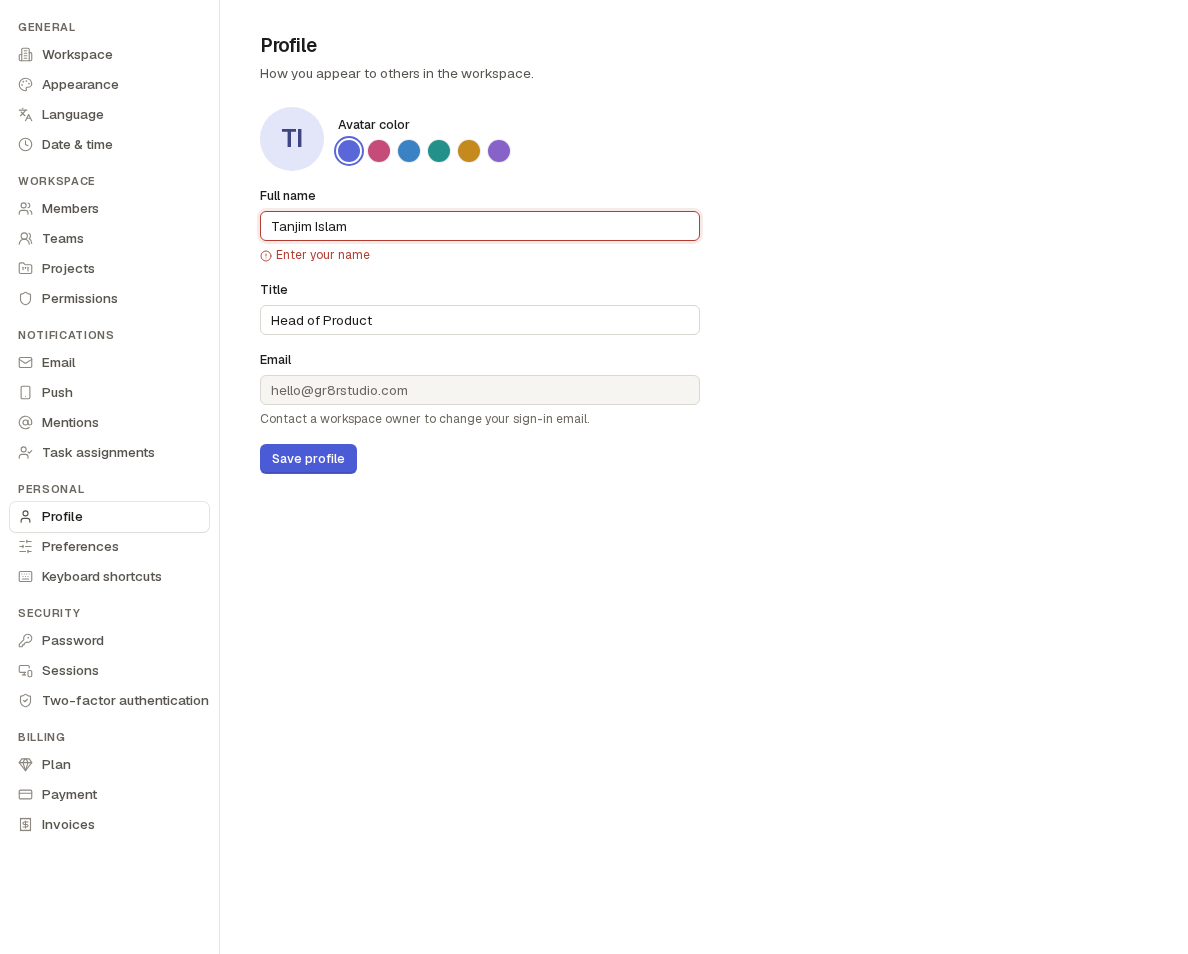 GENERAL
Workspace
Appearance
Language
Date & time
WORKSPACE
Members
Teams
Projects
Permissions
NOTIFICATIONS
Email
Push
Mentions
Task assignments
PERSONAL
Profile
Preferences
Keyboard shortcuts
SECURITY
Password
Sessions
Two-factor authentication
BILLING
Plan
Payment
Invoices
Profile
How you appear to others in the workspace.
TI
Avatar color
Full name
Tanjim Islam
Enter your name
Title
Head of Product
Email
hello@gr8rstudio.com
Contact a workspace owner to change your sign-in email.
Save profile